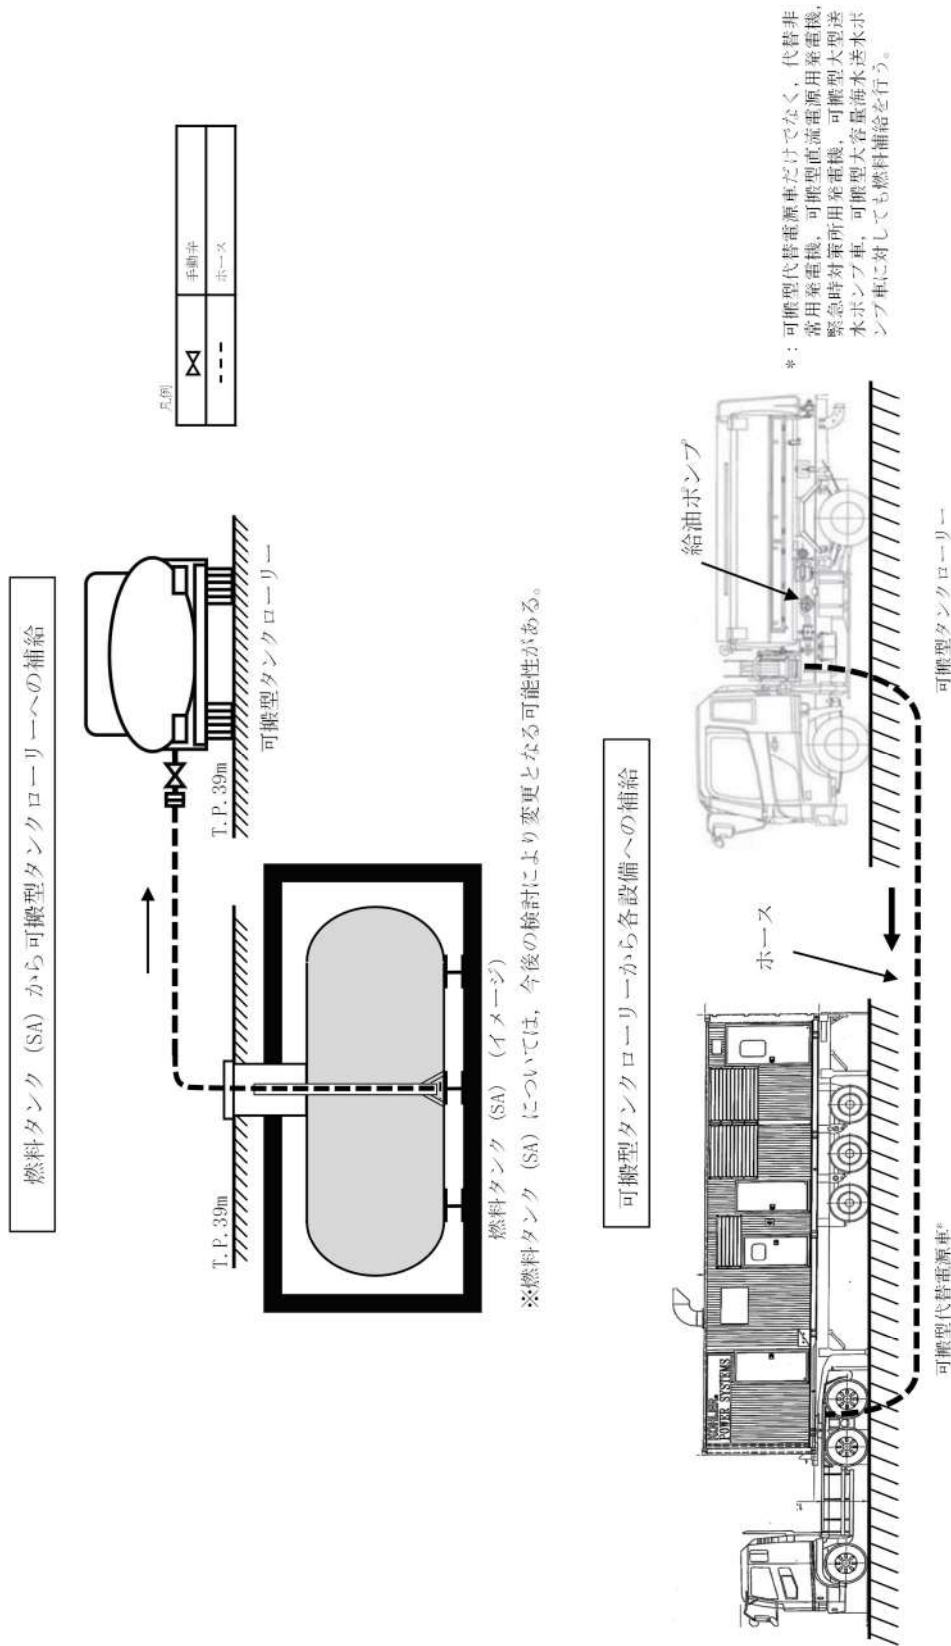 燃料タンク（SA）から可搬型タンクローリーへの補給
凡例
手動弁
ホース
T.P.39m
T.P.39m
可搬型タンクローリー
燃料タンク（SA）（イメージ）
※燃料タンク（SA）については，今後の検討により変更となる可能性がある。
可搬型タンクローリーから各設備への補給
給油ポンプ
ホース
POWER SYSTEMS
可搬型代替電源車*
可搬型タンクローリー
*：可搬型代替電源車だけでなく，代替非
常用発電機，可搬型直流電源用発電機，
緊急時対策所用発電機，可搬型大型送
水ポンプ車，可搬型大容量海水送水ポ
ンプ車に対しても燃料補給を行う。